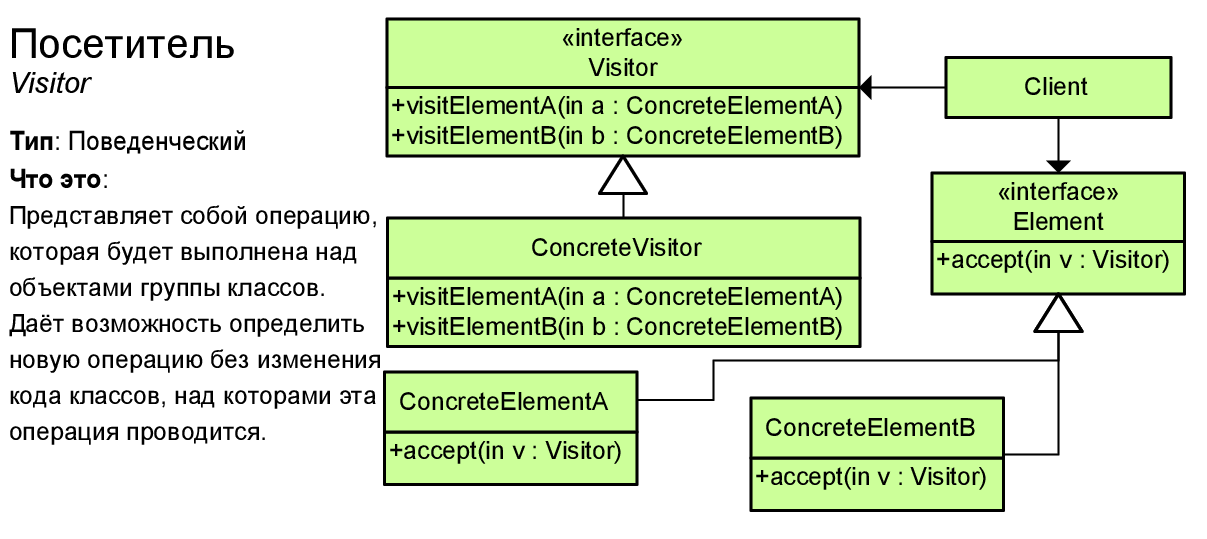 Посетитель
Visitor
Тип: Поведенческий
Что это:
Представляет собой операцию,
которая будет выполнена над
объектами группы классов.
Даёт возможность определить
новую операцию без изменения
кода классов, над которыми эта
операция проводится.
«interface»
Visitor
+visitElementA(in a : ConcreteElementA)
+visitElementB(in b : ConcreteElementB)
Client
«interface»
Element
+accept(in v : Visitor)
ConcreteVisitor
+visitElementA(in a : ConcreteElementA)
+visitElementB(in b : ConcreteElementB)
ConcreteElementA
+accept(in v : Visitor)
ConcreteElementB
+accept(in v : Visitor)